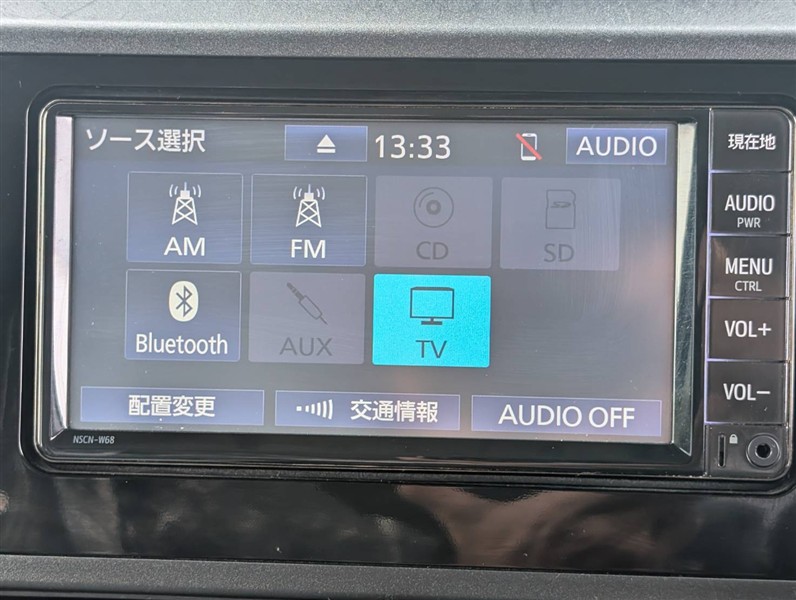 ソース選択
13:33
AUDIO
AM
FM
CD
SD
Bluetooth
AUX
TV
配置変更
交通情報
AUDIO OFF
NSCN-W68
現在地
AUDIO
PWR
MENU
CTRL
VOL+
VOL-